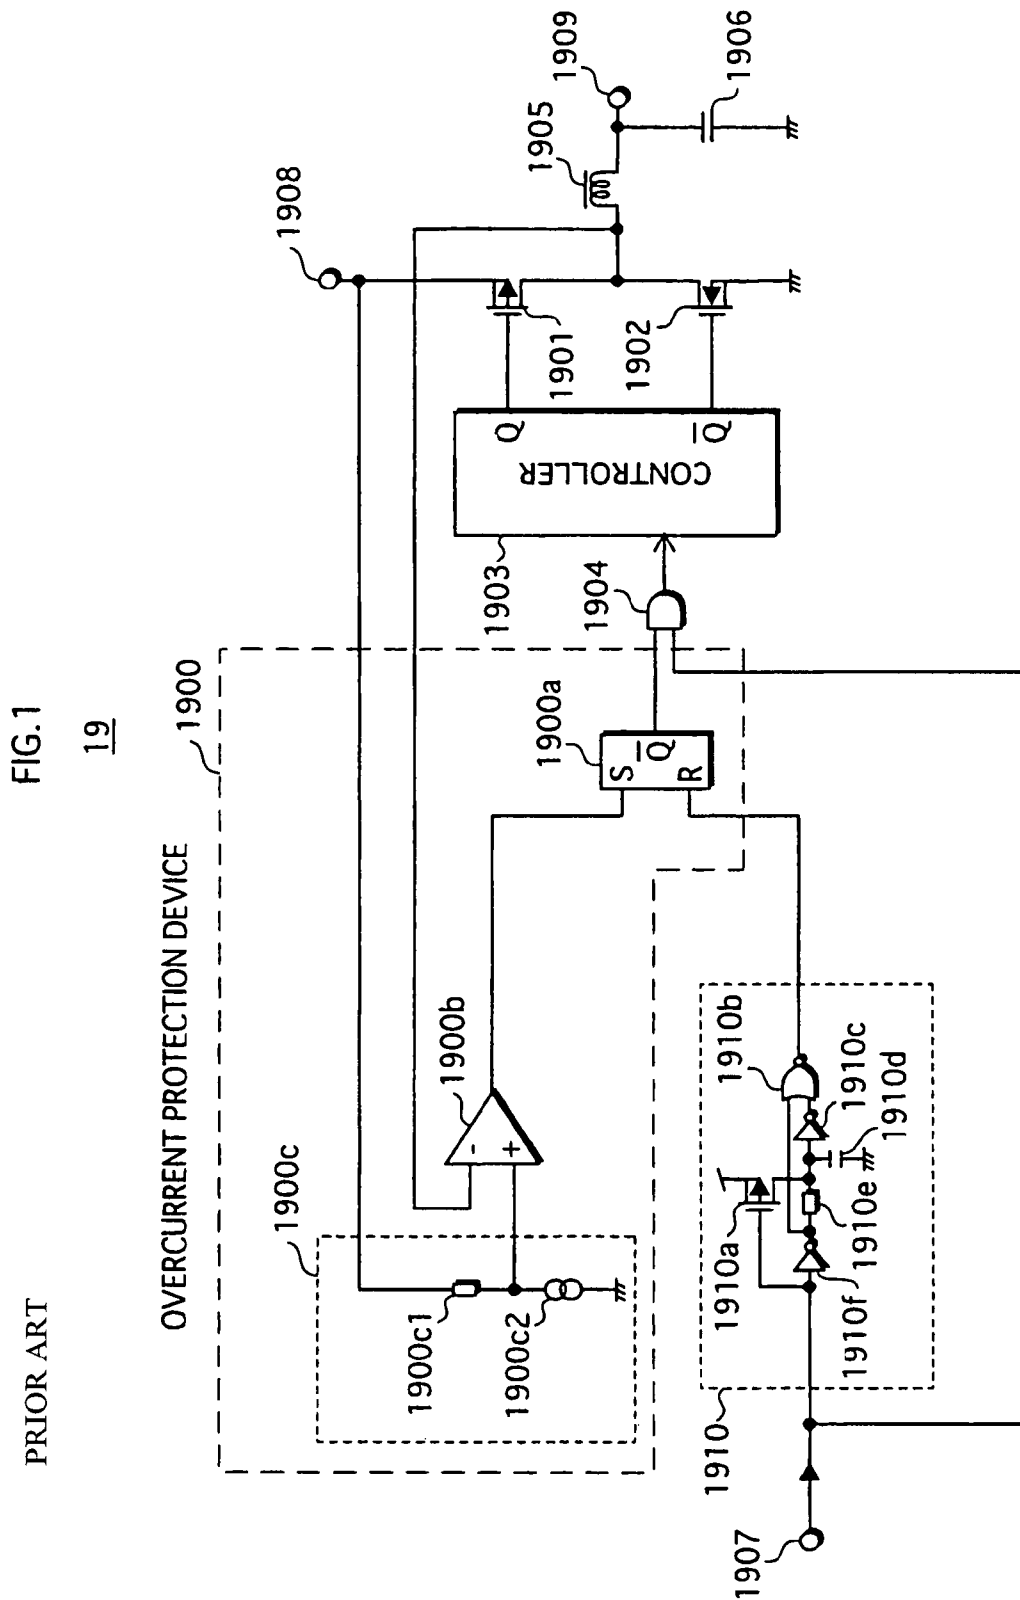 PRIOR ART
FIG.1
19
OVERCURRENT PROTECTION DEVICE
1900
1908
1900c
1909
1905
1906
1900b
1900c1
1900c2
1900a
S
Q̅
R
-
+
1903
CONTROLLER
Q
Q̅
1901
1902
1904
1910
1910a
1910b
1910c
1910d
1910e
1910f
1907